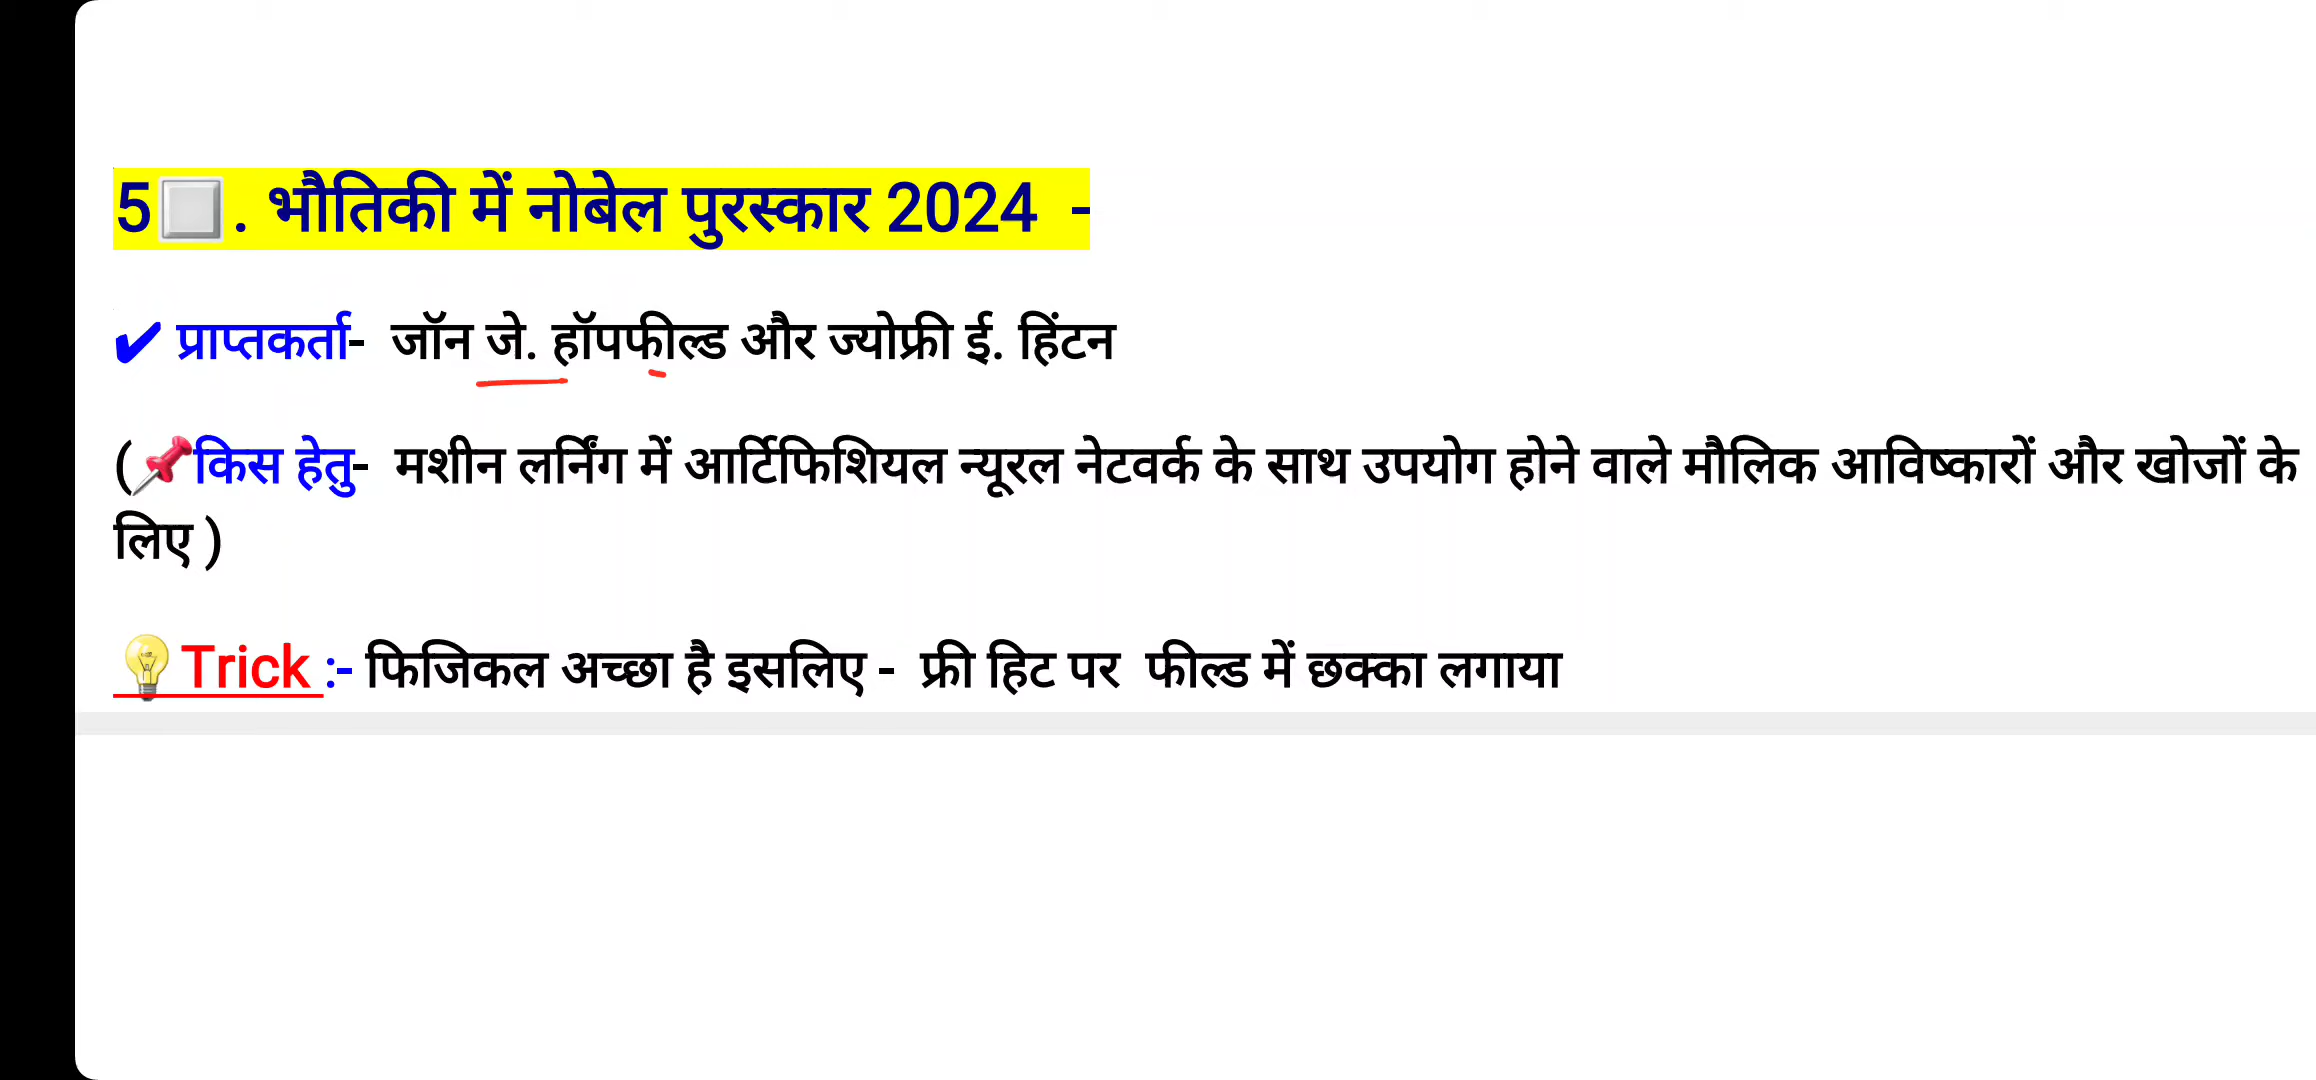 5. भौतिकी में नोबेल पुरस्कार 2024 -
✔ प्राप्तकर्ता- जॉन जे. हॉपफील्ड और ज्योफ्री ई. हिंटन
(📌किस हेतु- मशीन लर्निंग में आर्टिफिशियल न्यूरल नेटवर्क के साथ उपयोग होने वाले मौलिक आविष्कारों और खोजों के
लिए )
💡Trick :- फिजिकल अच्छा है इसलिए - फ्री हिट पर फील्ड में छक्का लगाया